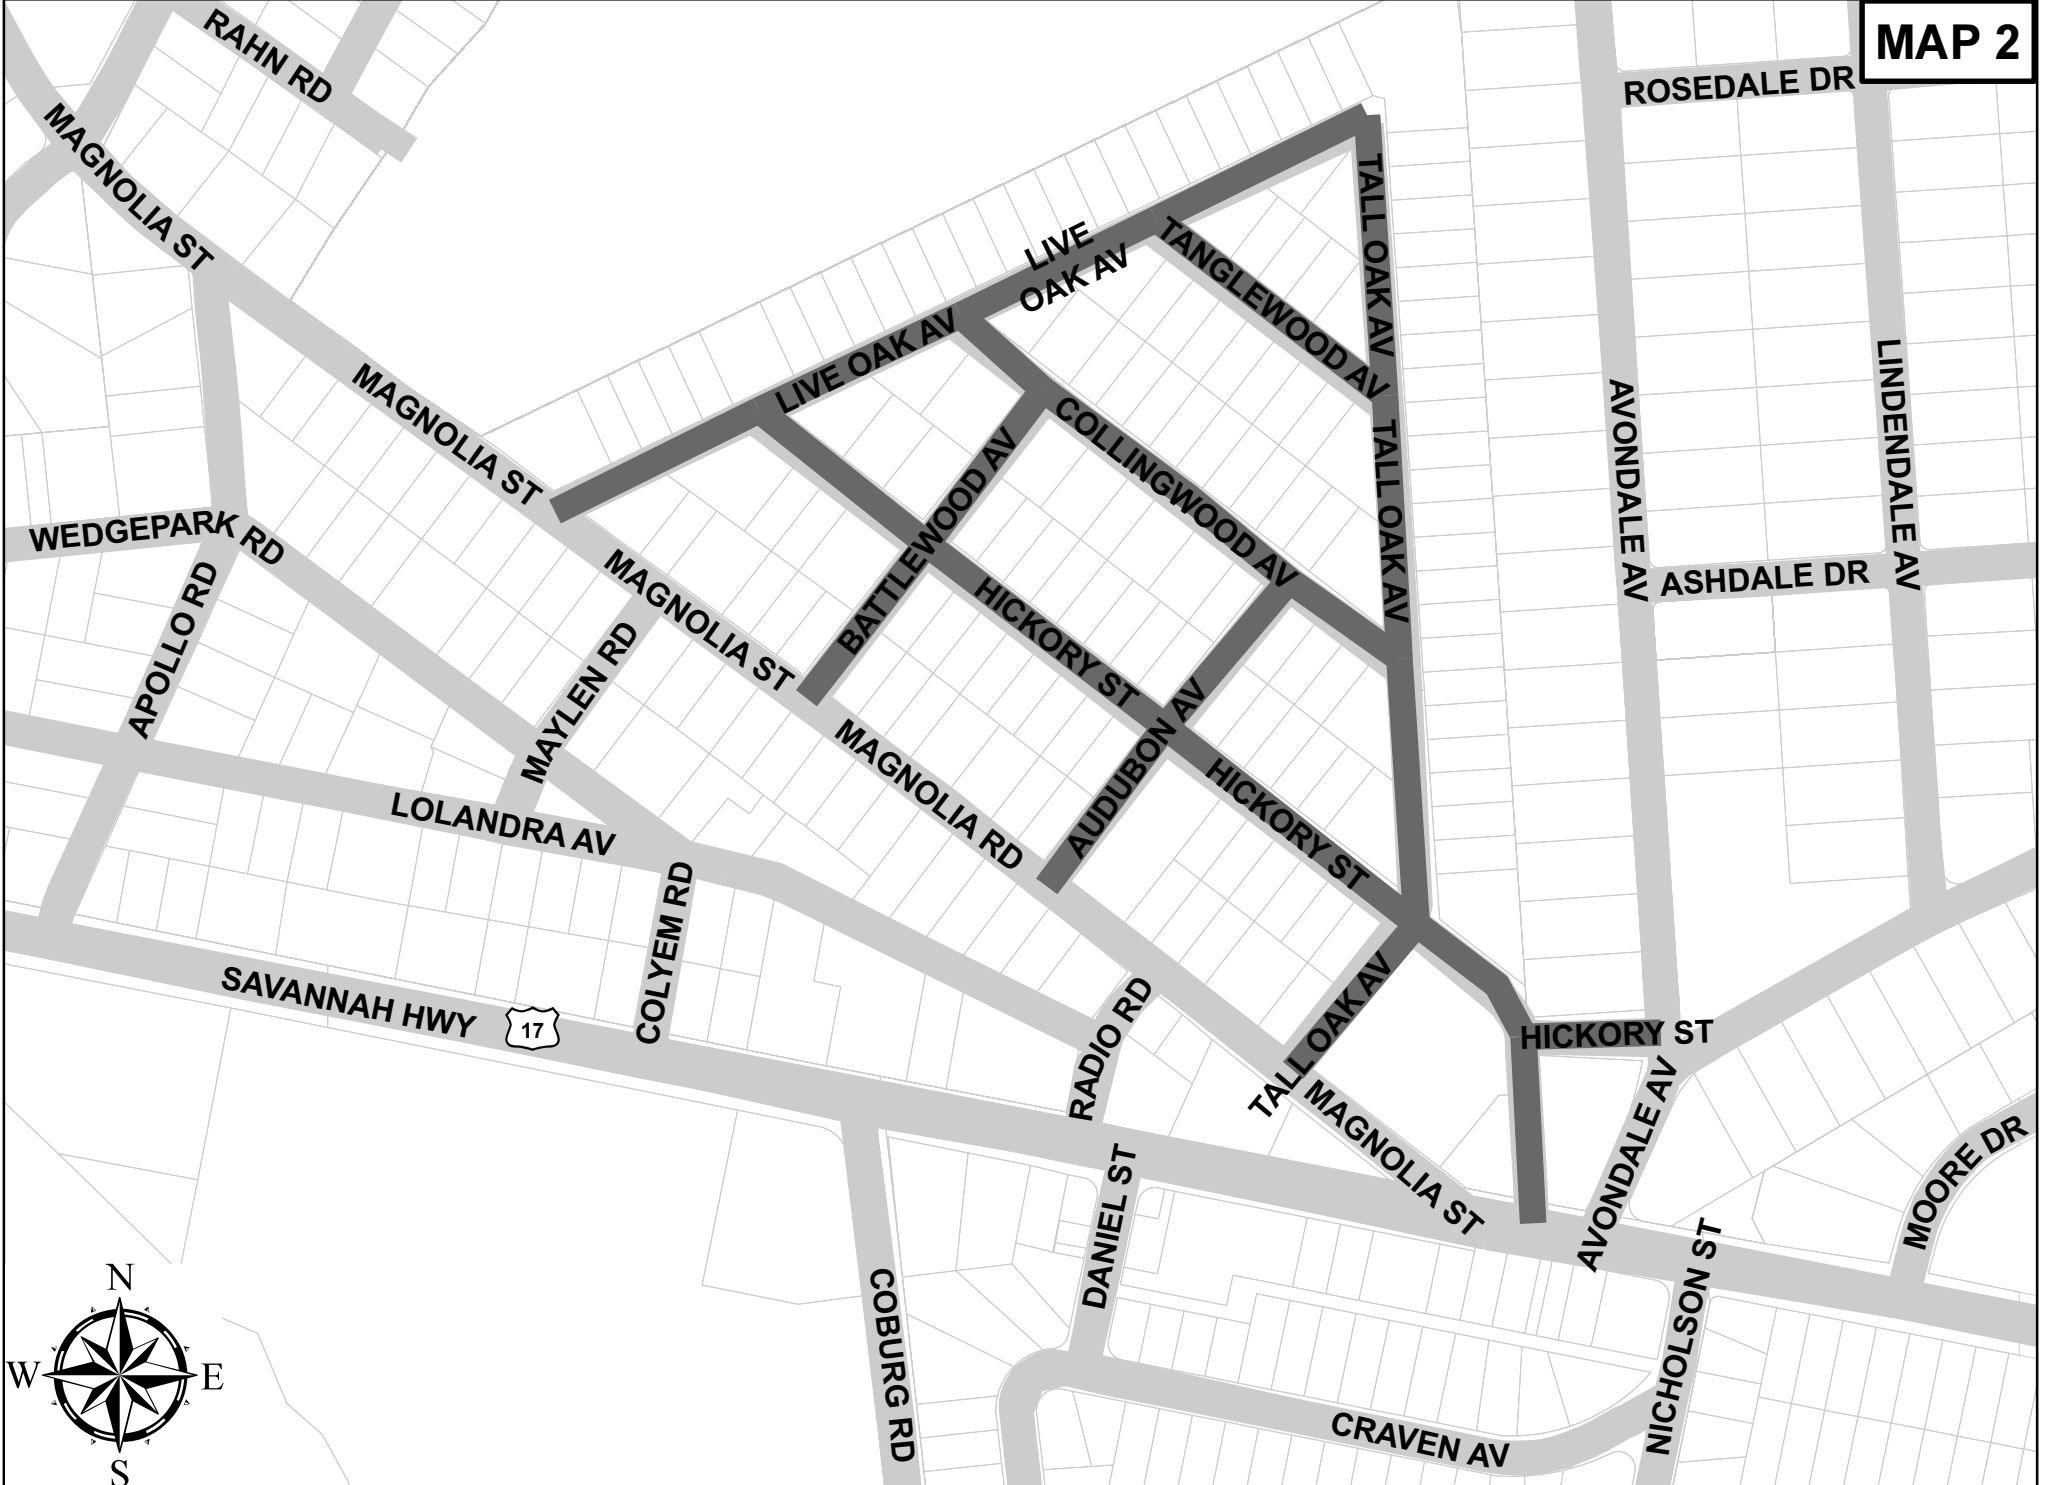 MAP 2
RAHN RD
ROSEDALE DR
MAGNOLIA ST
TALL OAK AV
LIVE
OAK AV
TANGLEWOOD AV
LIVE OAK AV
MAGNOLIA ST
LINDENDALE AV
AVONDALE AV
COLLINGWOOD AV
TALL OAK AV
BATTLEWOOD AV
WEDGEPARK RD
MAGNOLIA ST
ASHDALE DR
APOLLO RD
HICKORY ST
MAYLEN RD
AUDUBON AV
MAGNOLIA RD
HICKORY ST
LOLANDRA AV
COLYEM RD
SAVANNAH HWY
17
RADIO RD
TALL OAK AV
HICKORY ST
MAGNOLIA ST
AVONDALE AV
MOORE DR
DANIEL ST
NICHOLSON ST
COBURG RD
CRAVEN AV
N
W
E
S